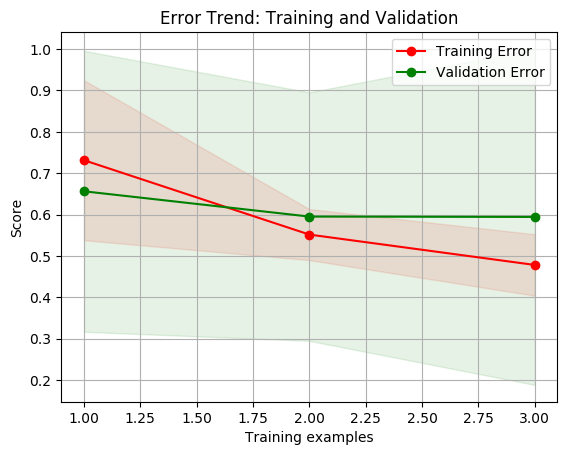 Error Trend: Training and Validation
Training Error
Validation Error
1.0
0.9
0.8
0.7
0.6
0.5
0.4
0.3
0.2
Score
1.00 1.25 1.50 1.75 2.00 2.25 2.50 2.75 3.00
Training examples